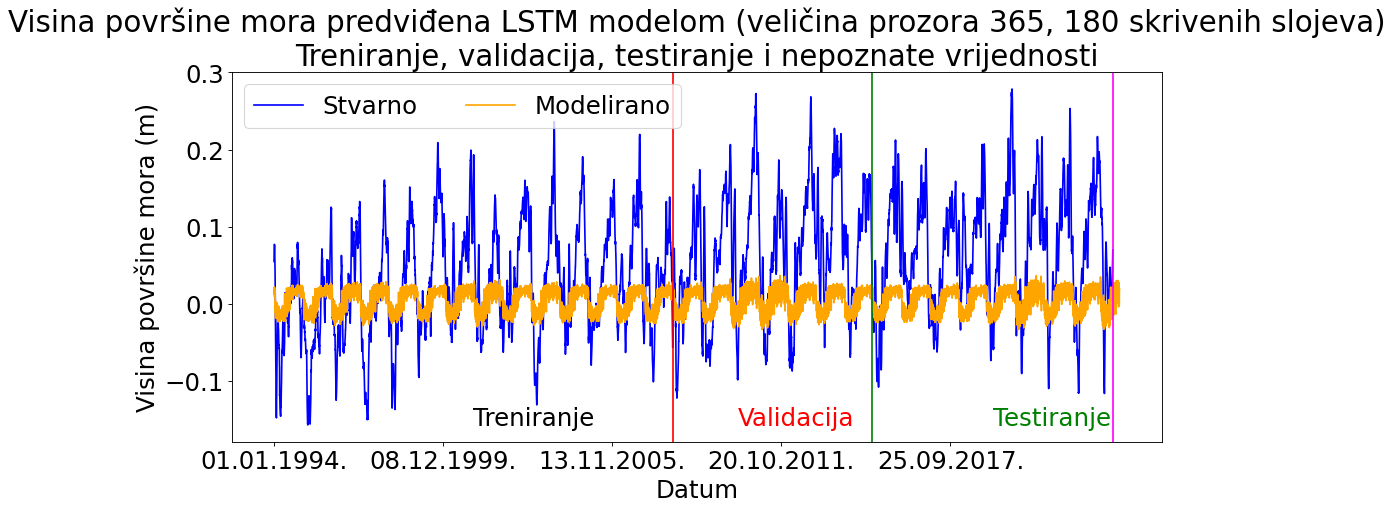 Visina površine mora predviđena LSTM modelom (veličina prozora 365, 180 skrivenih slojeva)
Treniranje, validacija, testiranje i nepoznate vrijednosti
Stvarno
Modelirano
Visina površine mora (m)
0.3
0.2
0.1
0.0
−0.1
Treniranje
Validacija
Testiranje
01.01.1994.
08.12.1999.
13.11.2005.
20.10.2011.
25.09.2017.
Datum